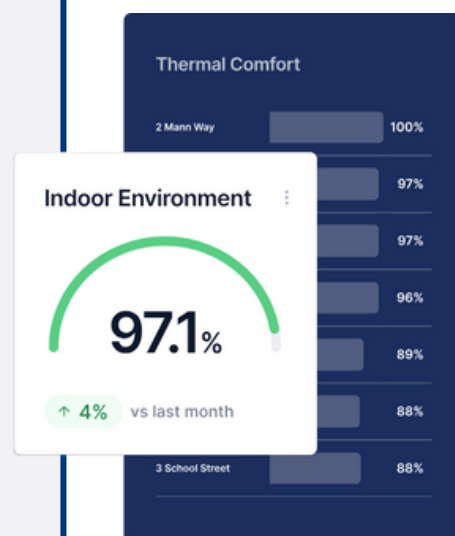 Thermal Comfort
2 Mann Way 100%
97%
97%
96%
89%
88%
3 School Street 88%
Indoor Environment
97.1%
↑ 4% vs last month